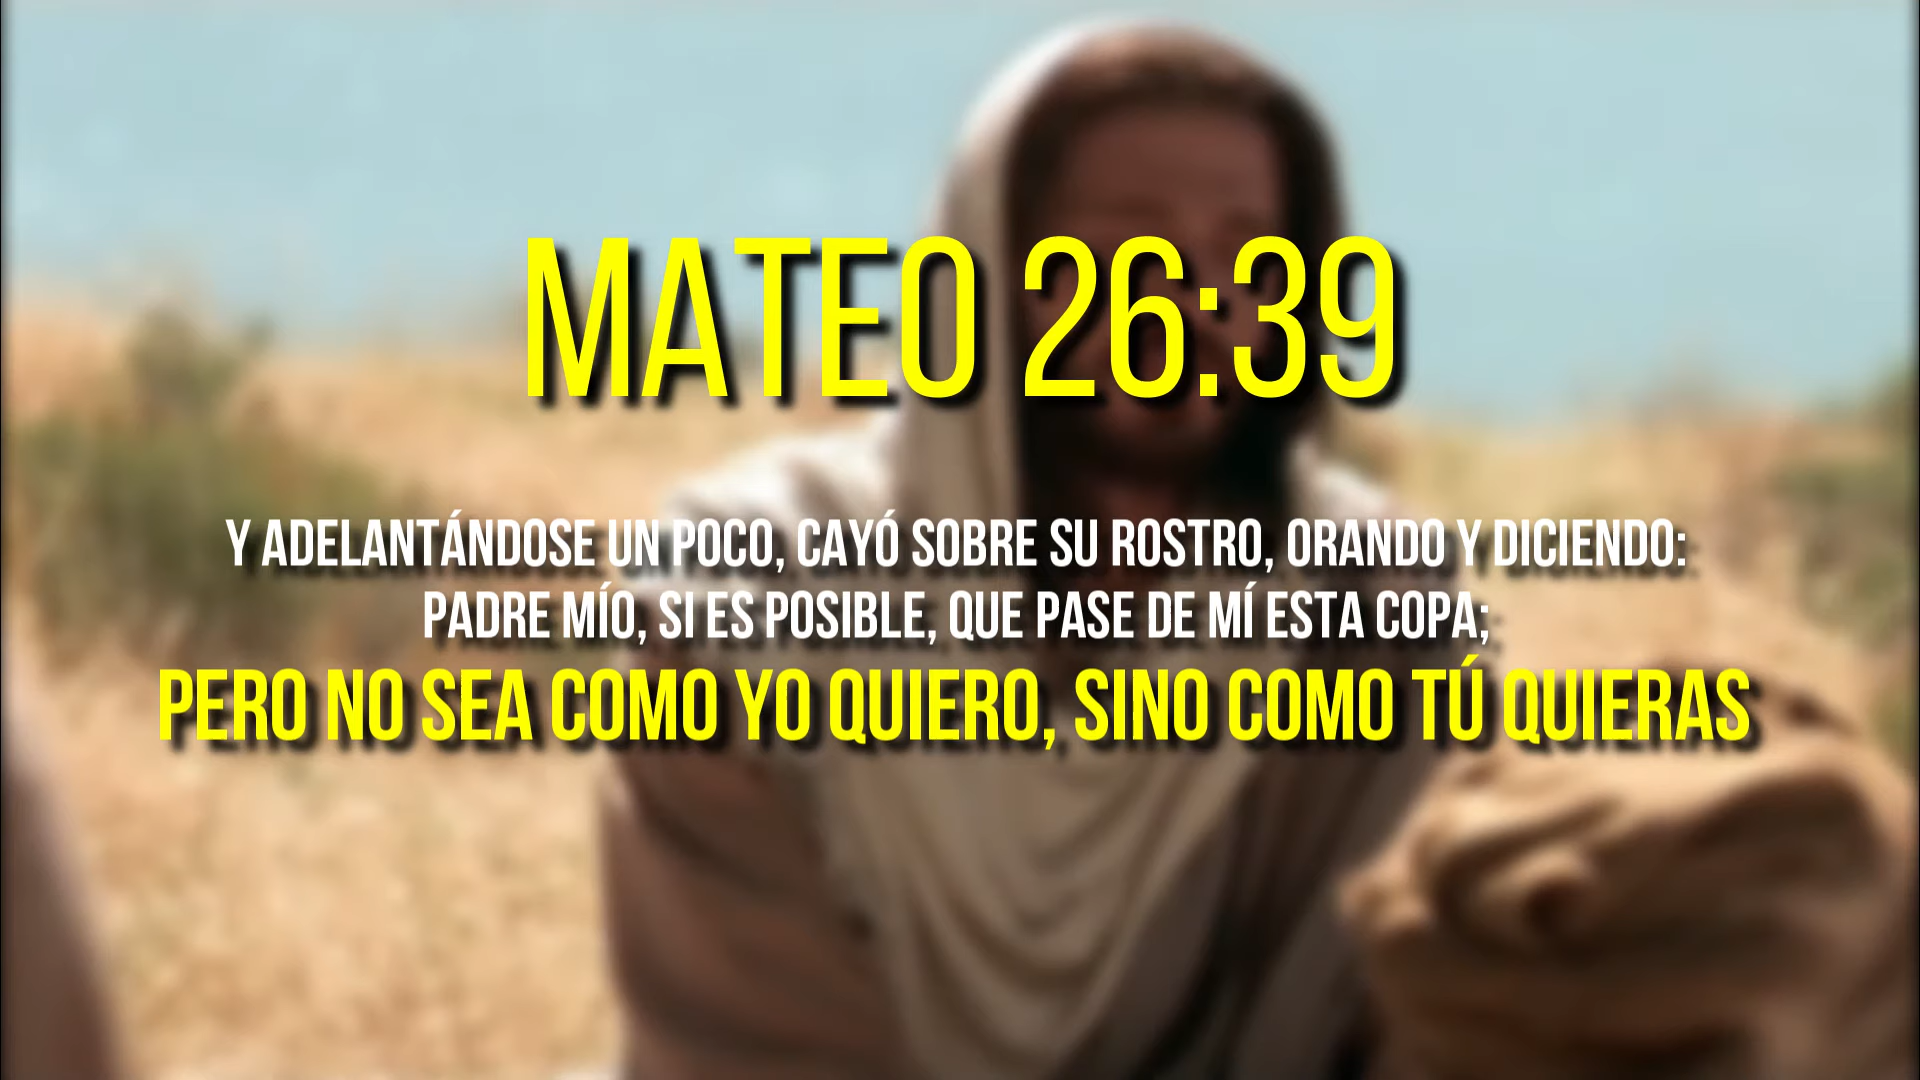 MATEO 26:39
Y ADELANTÁNDOSE UN POCO, CAYÓ SOBRE SU ROSTRO, ORANDO Y DICIENDO:
PADRE MÍO, SI ES POSIBLE, QUE PASE DE MÍ ESTA COPA;
PERO NO SEA COMO YO QUIERO, SINO COMO TÚ QUIERAS